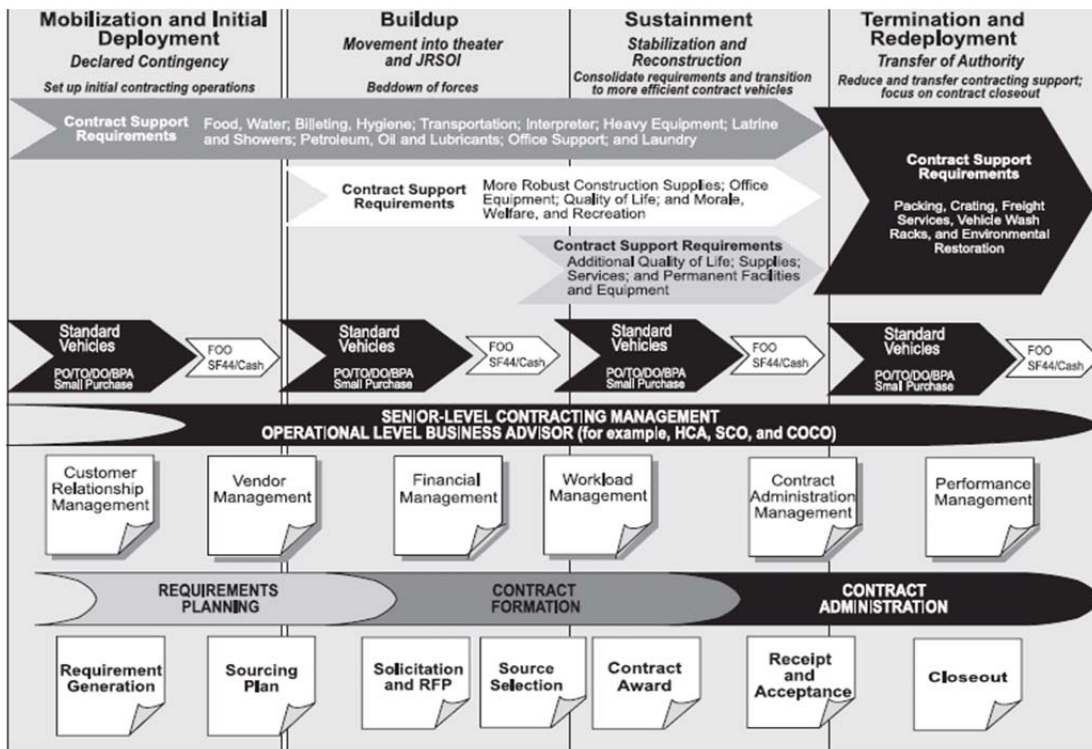 Mobilization and Initial
Deployment
Declared Contingency
Set up initial contracting operations
Buildup
Movement into theater
and JRSOI
Beddown of forces
Sustainment
Stabilization and
Reconstruction
Consolidate requirements and transition
to more efficient contract vehicles
Termination and
Redeployment
Transfer of Authority
Reduce and transfer contracting support;
focus on contract closeout
Contract Support
Requirements
Food, Water; Billeting, Hygiene; Transportation; Interpreter; Heavy Equipment; Latrine
and Showers; Petroleum, Oil and Lubricants; Office Support; and Laundry
Contract Support
Requirements
More Robust Construction Supplies; Office
Equipment; Quality of Life; and Morale,
Welfare, and Recreation
Contract Support Requirements
Additional Quality of Life; Supplies;
Services; and Permanent Facilities
and Equipment
Contract Support
Requirements
Packing, Crating, Freight
Services, Vehicle Wash
Racks, and Environmental
Restoration
Standard
Vehicles
PO/TO/DO/BPA
Small Purchase
FOO
SF44/Cash
Standard
Vehicles
PO/TO/DO/BPA
Small Purchase
FOO
SF44/Cash
Standard
Vehicles
PO/TO/DO/BPA
Small Purchase
FOO
SF44/Cash
Standard
Vehicles
PO/TO/DO/BPA
Small Purchase
FOO
SF44/Cash
SENIOR-LEVEL CONTRACTING MANAGEMENT
OPERATIONAL LEVEL BUSINESS ADVISOR (for example, HCA, SCO, and COCO)
Customer
Relationship
Management
Vendor
Management
Financial
Management
Workload
Management
Contract
Administration
Management
Performance
Management
REQUIREMENTS
PLANNING
CONTRACT
FORMATION
CONTRACT
ADMINISTRATION
Requirement
Generation
Sourcing
Plan
Solicitation
and RFP
Source
Selection
Contract
Award
Receipt
and
Acceptance
Closeout